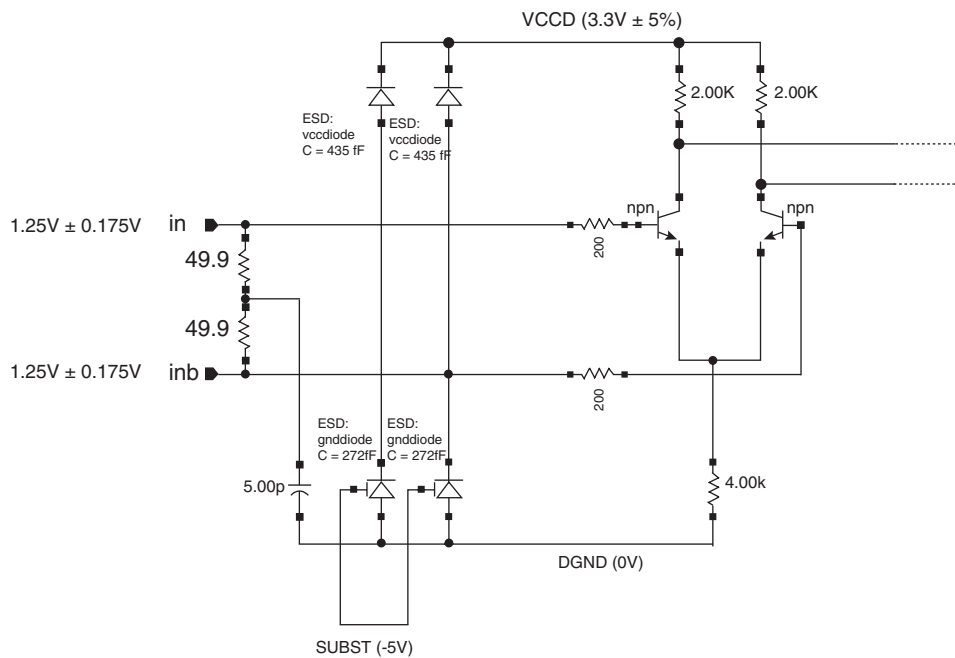 VCCD (3.3V ± 5%)
2.00K
2.00K
ESD:
vccdiode
C = 435 fF
ESD:
vccdiode
C = 435 fF
npn
npn
1.25V ± 0.175V
in
200
49.9
49.9
1.25V ± 0.175V
inb
200
ESD:
gnddiode
C = 272fF
ESD:
gnddiode
C = 272fF
5.00p
4.00k
DGND (0V)
SUBST (-5V)